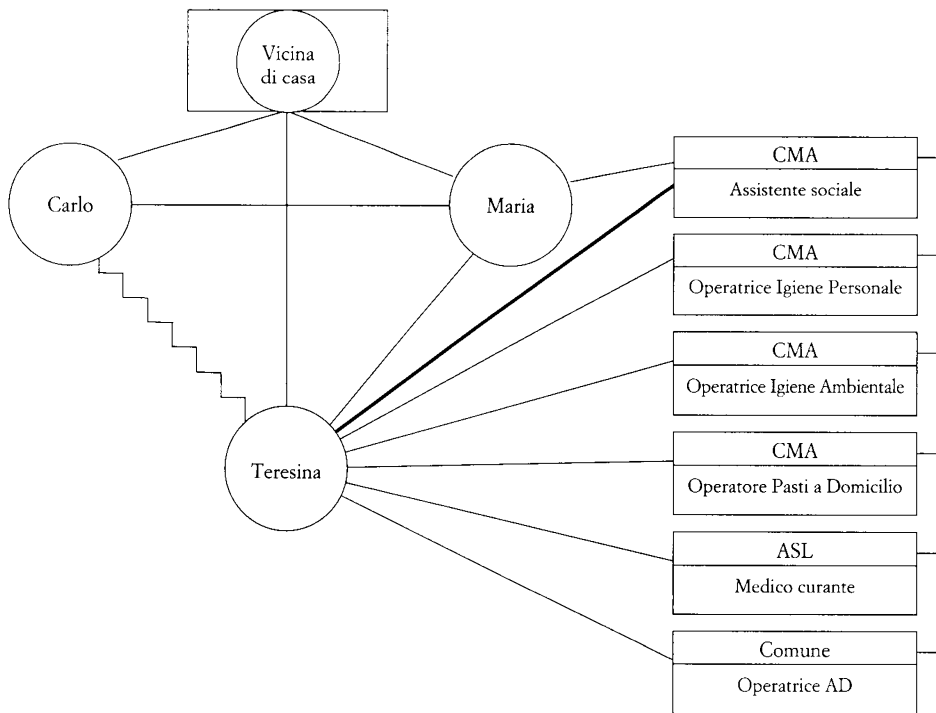 Vicina
di casa
Carlo
Maria
Teresina
CMA
Assistente sociale
CMA
Operatrice Igiene Personale
CMA
Operatrice Igiene Ambientale
CMA
Operatore Pasti a Domicilio
ASL
Medico curante
Comune
Operatrice AD